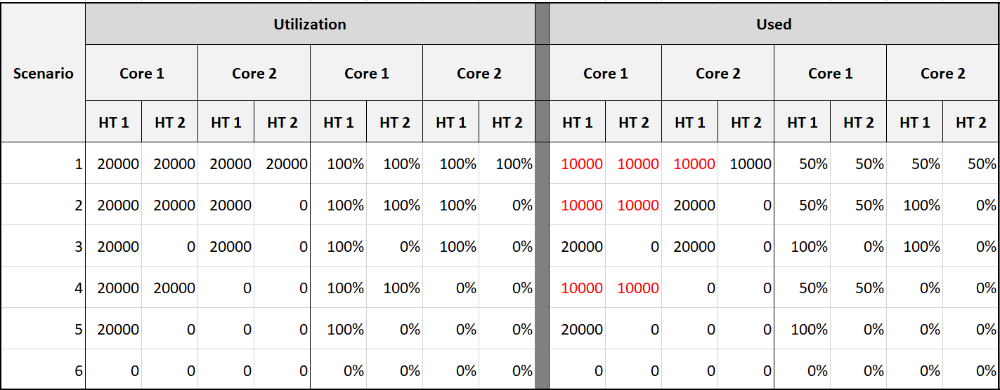 Utilization Used
Scenario Core 1 Core 2 Core 1 Core 2 Core 1 Core 2 Core 1 Core 2
HT 1 HT 2 HT 1 HT 2 HT 1 HT 2 HT 1 HT 2 HT 1 HT 2 HT 1 HT 2 HT 1 HT 2 HT 1 HT 2
1 20000 20000 20000 20000 100% 100% 100% 100% 10000 10000 10000 10000 50% 50% 50% 50%
2 20000 20000 20000 0 100% 100% 100% 0% 10000 10000 20000 0 50% 50% 100% 0%
3 20000 0 20000 0 100% 0% 100% 0% 20000 0 20000 0 100% 0% 100% 0%
4 20000 20000 0 0 100% 100% 0% 0% 10000 10000 0 0 50% 50% 0% 0%
5 20000 0 0 0 100% 0% 0% 0% 20000 0 0 0 100% 0% 0% 0%
6 0 0 0 0 0% 0% 0% 0% 0 0 0 0 0% 0% 0% 0%